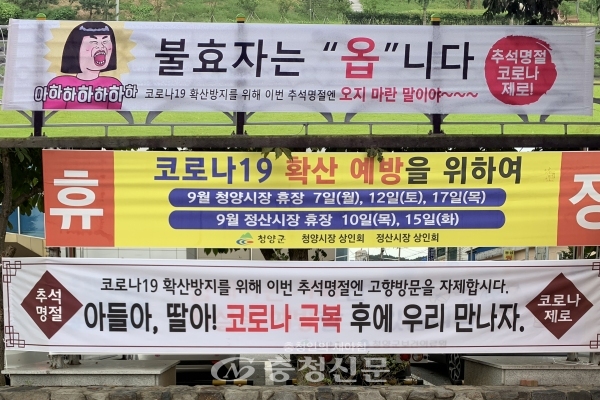 불효자는 “옵”니다
추석명절
코로나
제로!
아하하하하하하
코로나19 확산방지를 위해 이번 추석명절엔 오지 마란 말이야~~~~
휴
코로나19 확산 예방을 위하여
장
9월 청양시장 휴장 7일(월), 12일(토), 17일(목)
9월 정산시장 휴장 10일(목), 15일(화)
청양군 청양시장 상인회 정산시장 상인회
추석
명절
코로나19 확산방지를 위해 이번 추석명절엔 고향방문을 자제합시다.
아들아, 딸아! 코로나 극복 후에 우리 만나자.
코로나
제로
충청신문